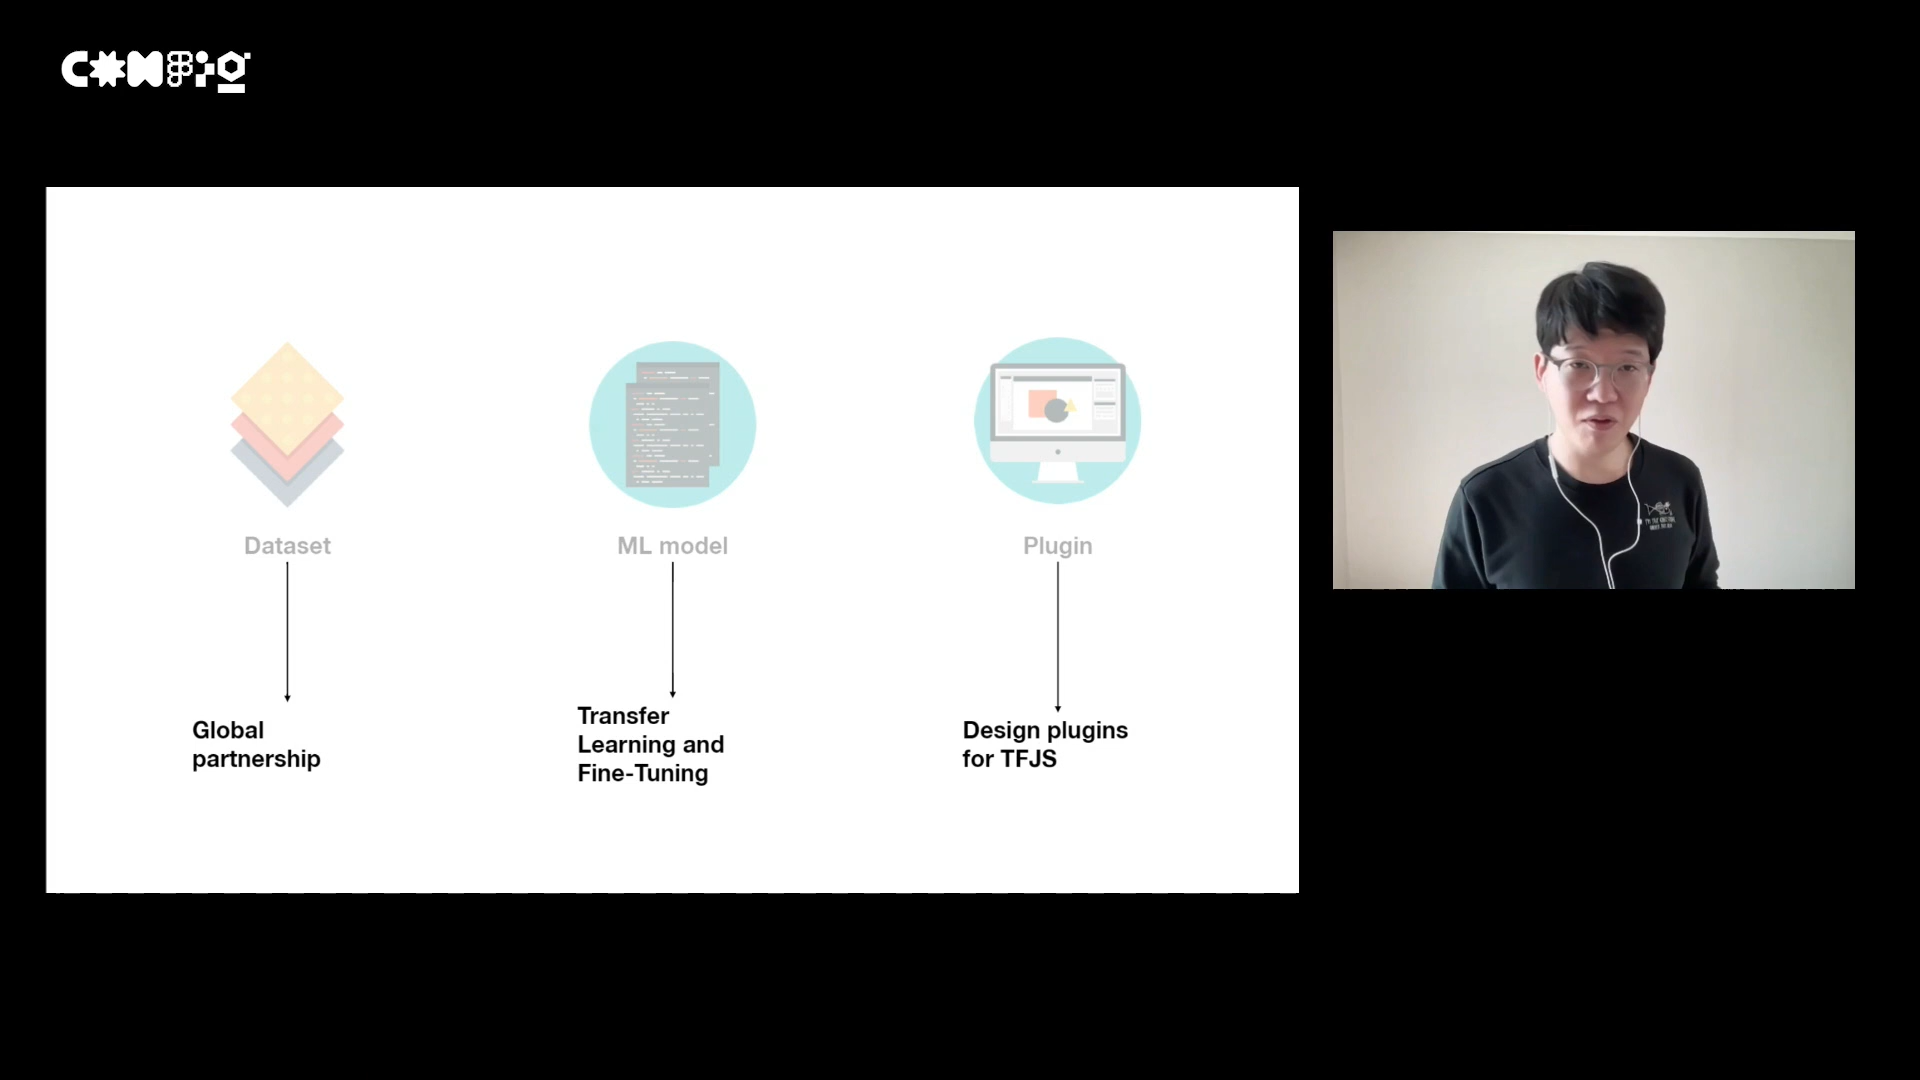 CONFIG
Dataset
ML model
Plugin
Global
partnership
Transfer
Learning and
Fine-Tuning
Design plugins
for TFJS